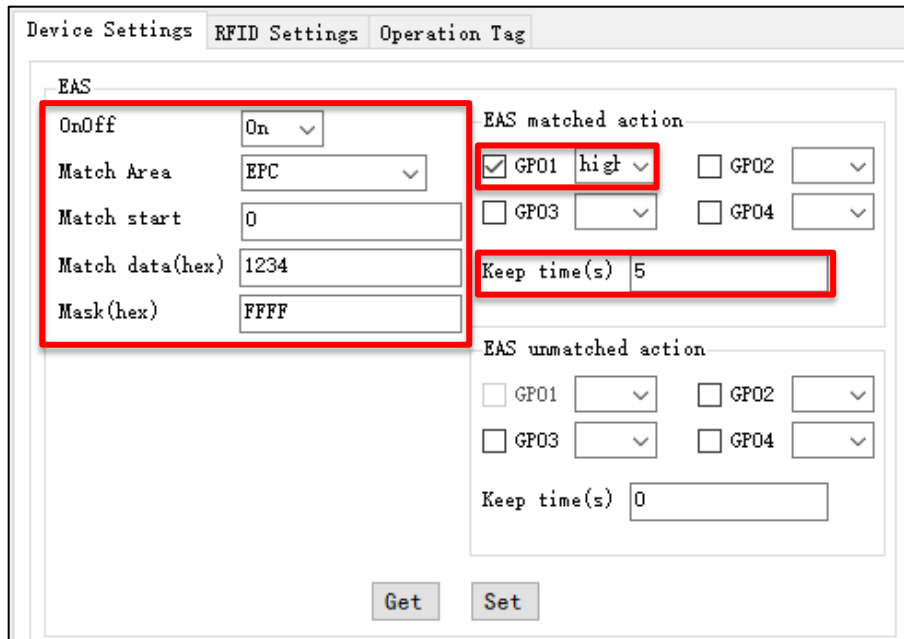 Device Settings RFID Settings Operation Tag
EAS
OnOff On
Match Area EPC
Match start 0
Match data(hex) 1234
Mask(hex) FFFF
EAS matched action
GPO1 high GPO2
GPO3 GPO4
Keep time(s) 5
EAS unmatched action
GPO1 GPO2
GPO3 GPO4
Keep time(s) 0
Get Set